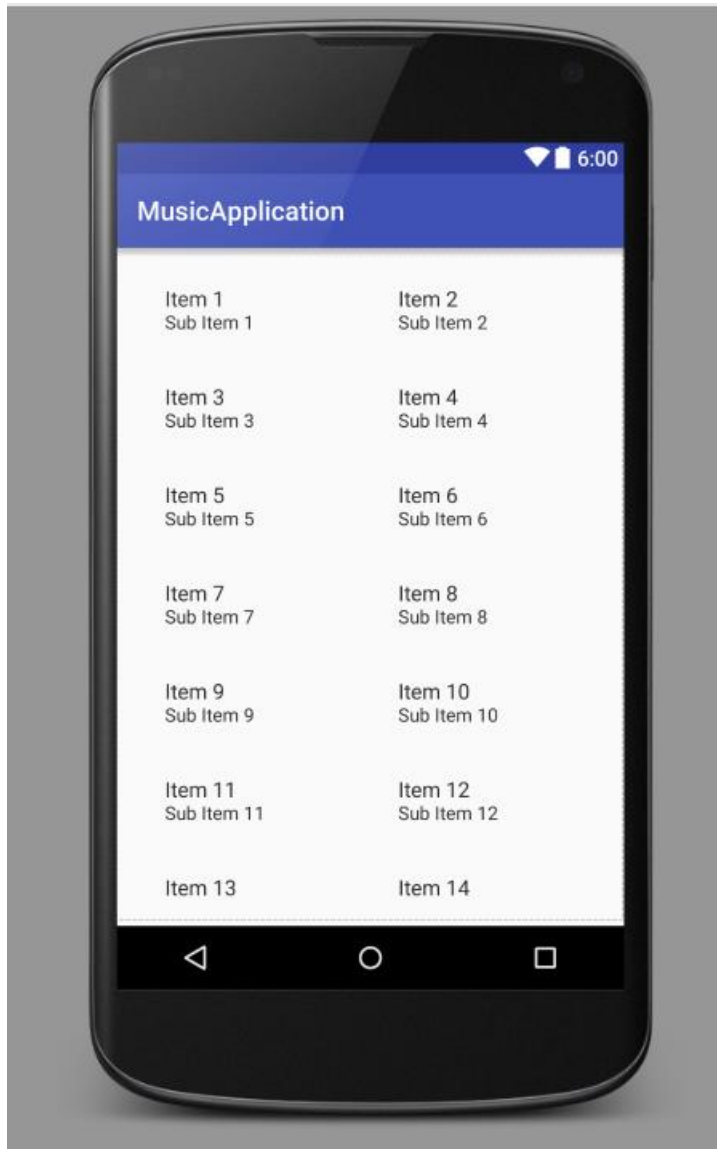 6:00
MusicApplication
Item 1 Item 2
Sub Item 1 Sub Item 2
Item 3 Item 4
Sub Item 3 Sub Item 4
Item 5 Item 6
Sub Item 5 Sub Item 6
Item 7 Item 8
Sub Item 7 Sub Item 8
Item 9 Item 10
Sub Item 9 Sub Item 10
Item 11 Item 12
Sub Item 11 Sub Item 12
Item 13 Item 14